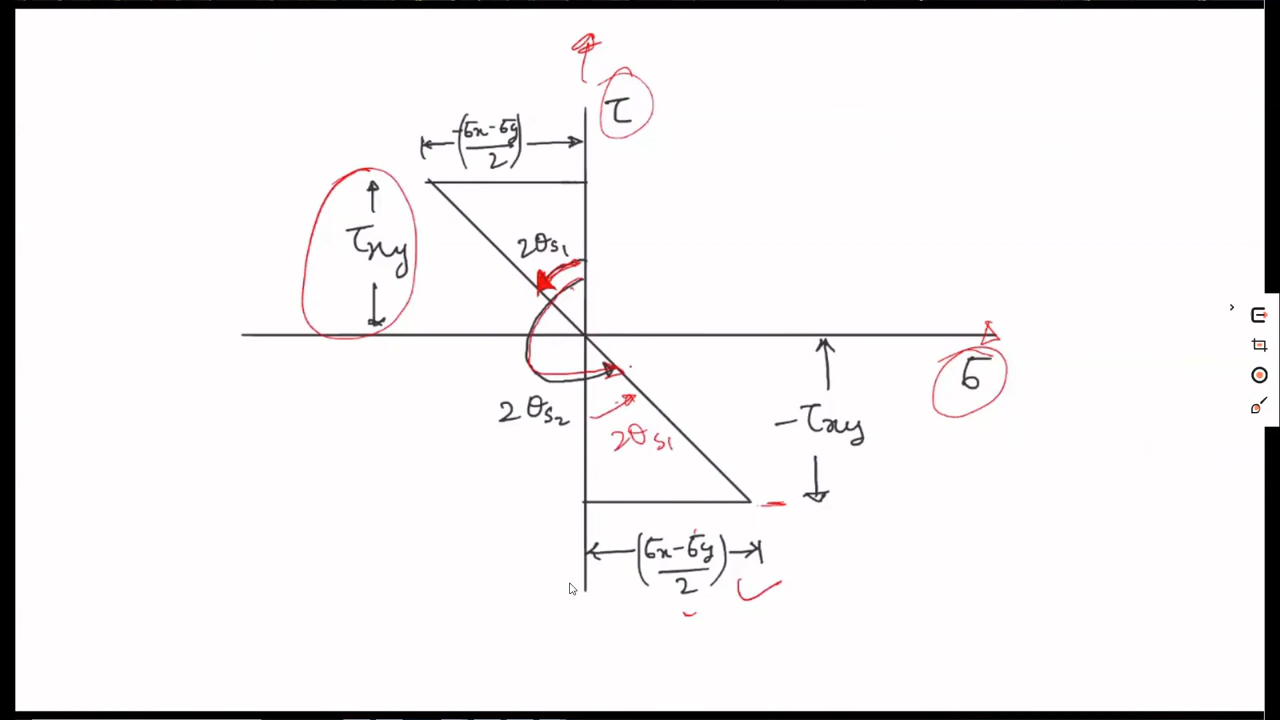 τ
-(σx-σy)/2
τxy
2θs₁
σ
2θs₂
2θs₁
-τxy
(σx-σy)/2